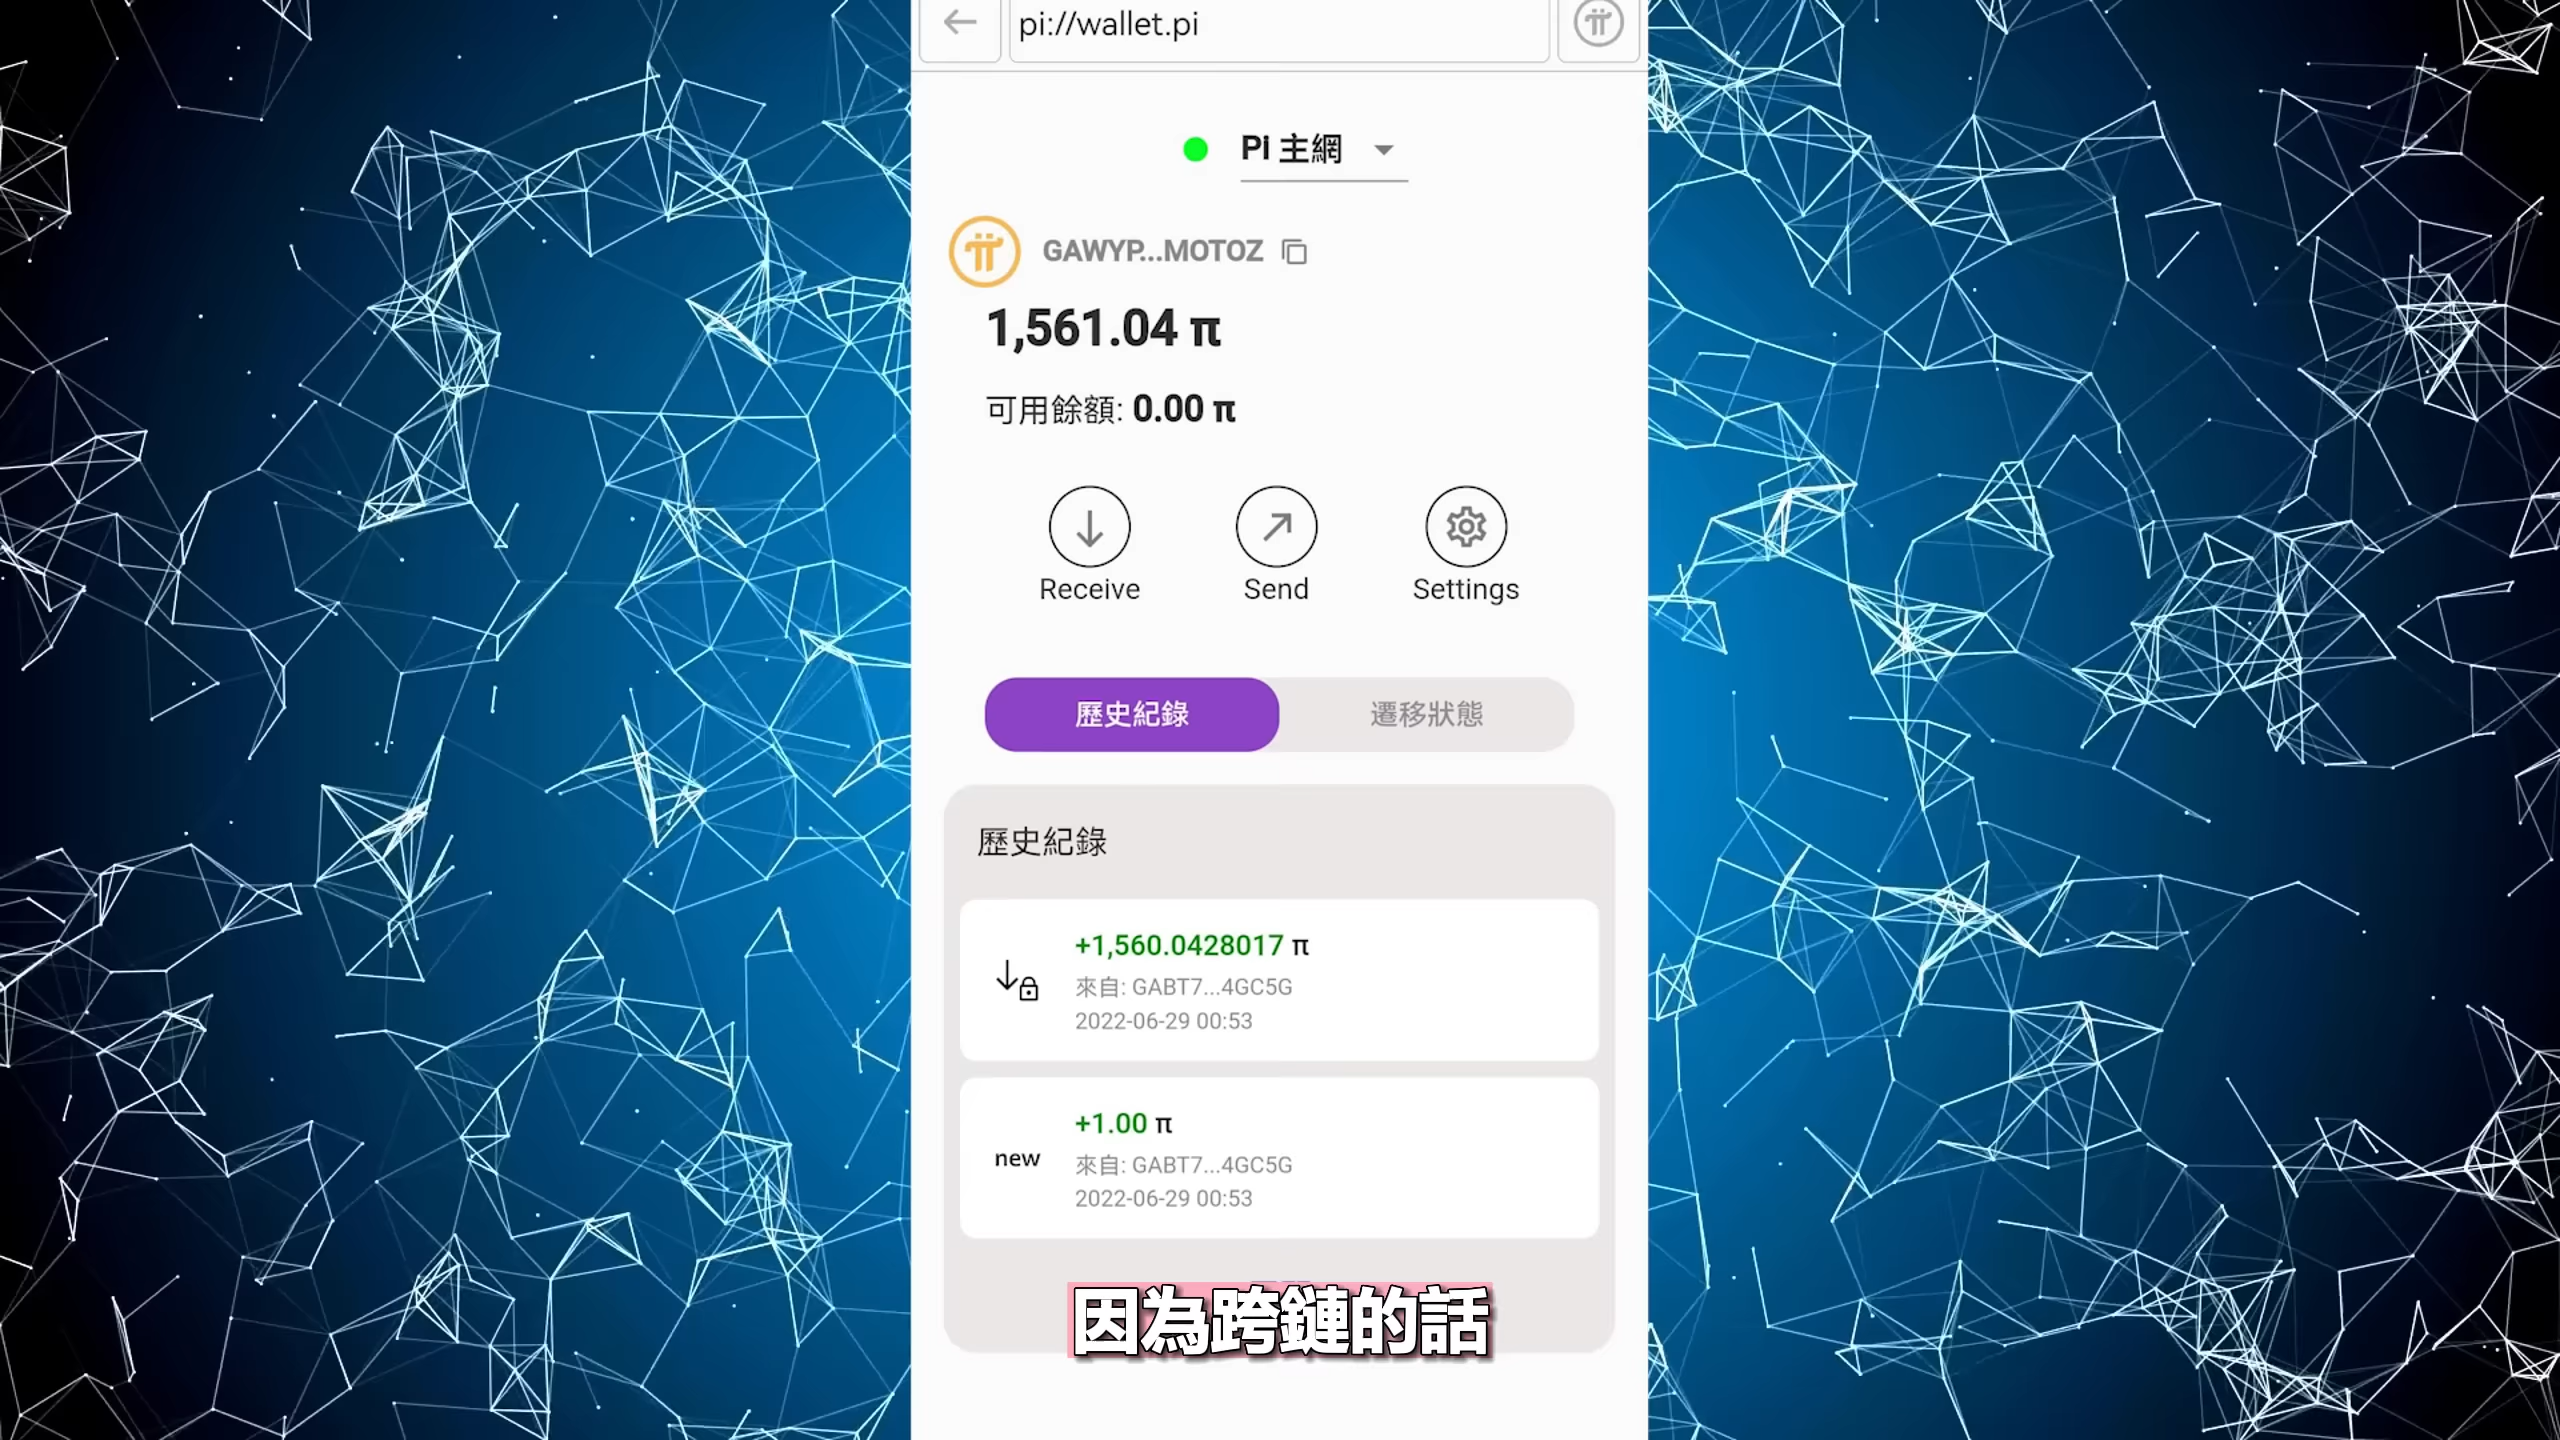 pi://wallet.pi
Pi 主網
GAWYP...MOTOZ
1,561.04 π
可用餘額: 0.00 π
Receive
Send
Settings
歷史紀錄
遷移狀態
歷史紀錄
+1,560.0428017 π
來自: GABT7...4GC5G
2022-06-29 00:53
+1.00 π
new
來自: GABT7...4GC5G
2022-06-29 00:53
因為跨鏈的話